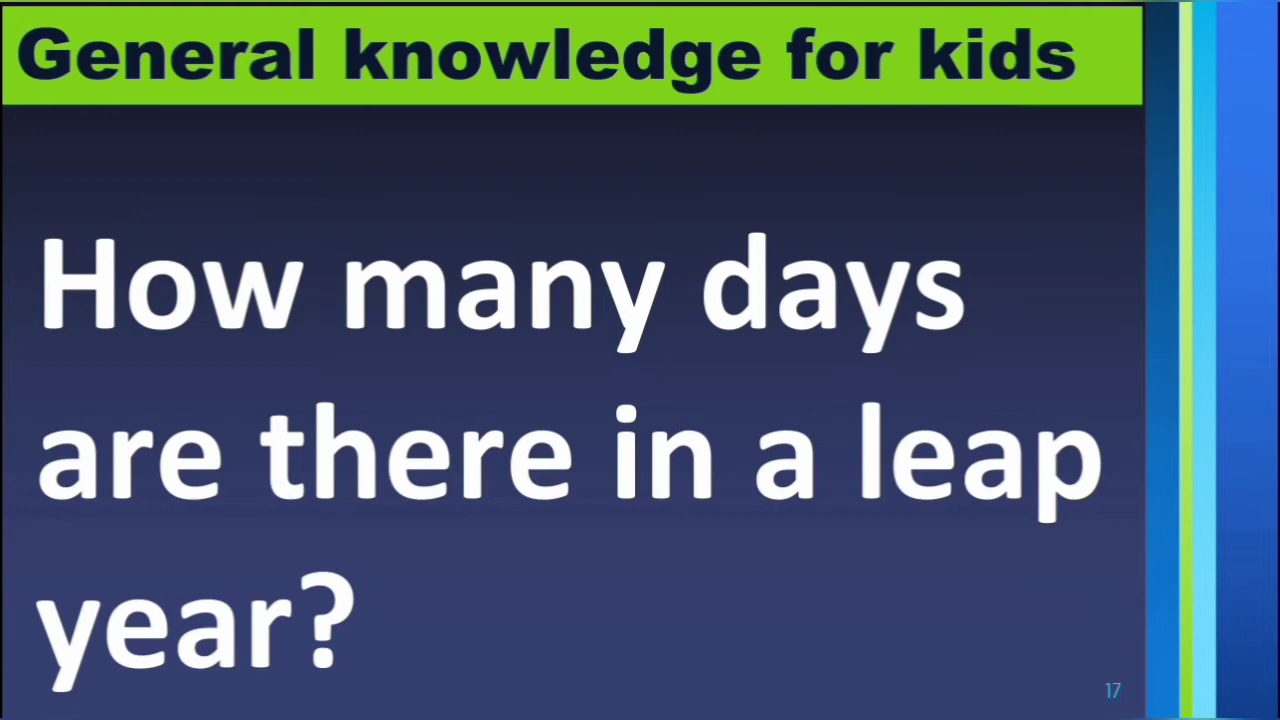 General knowledge for kids
How many days
are there in a leap
year?
17